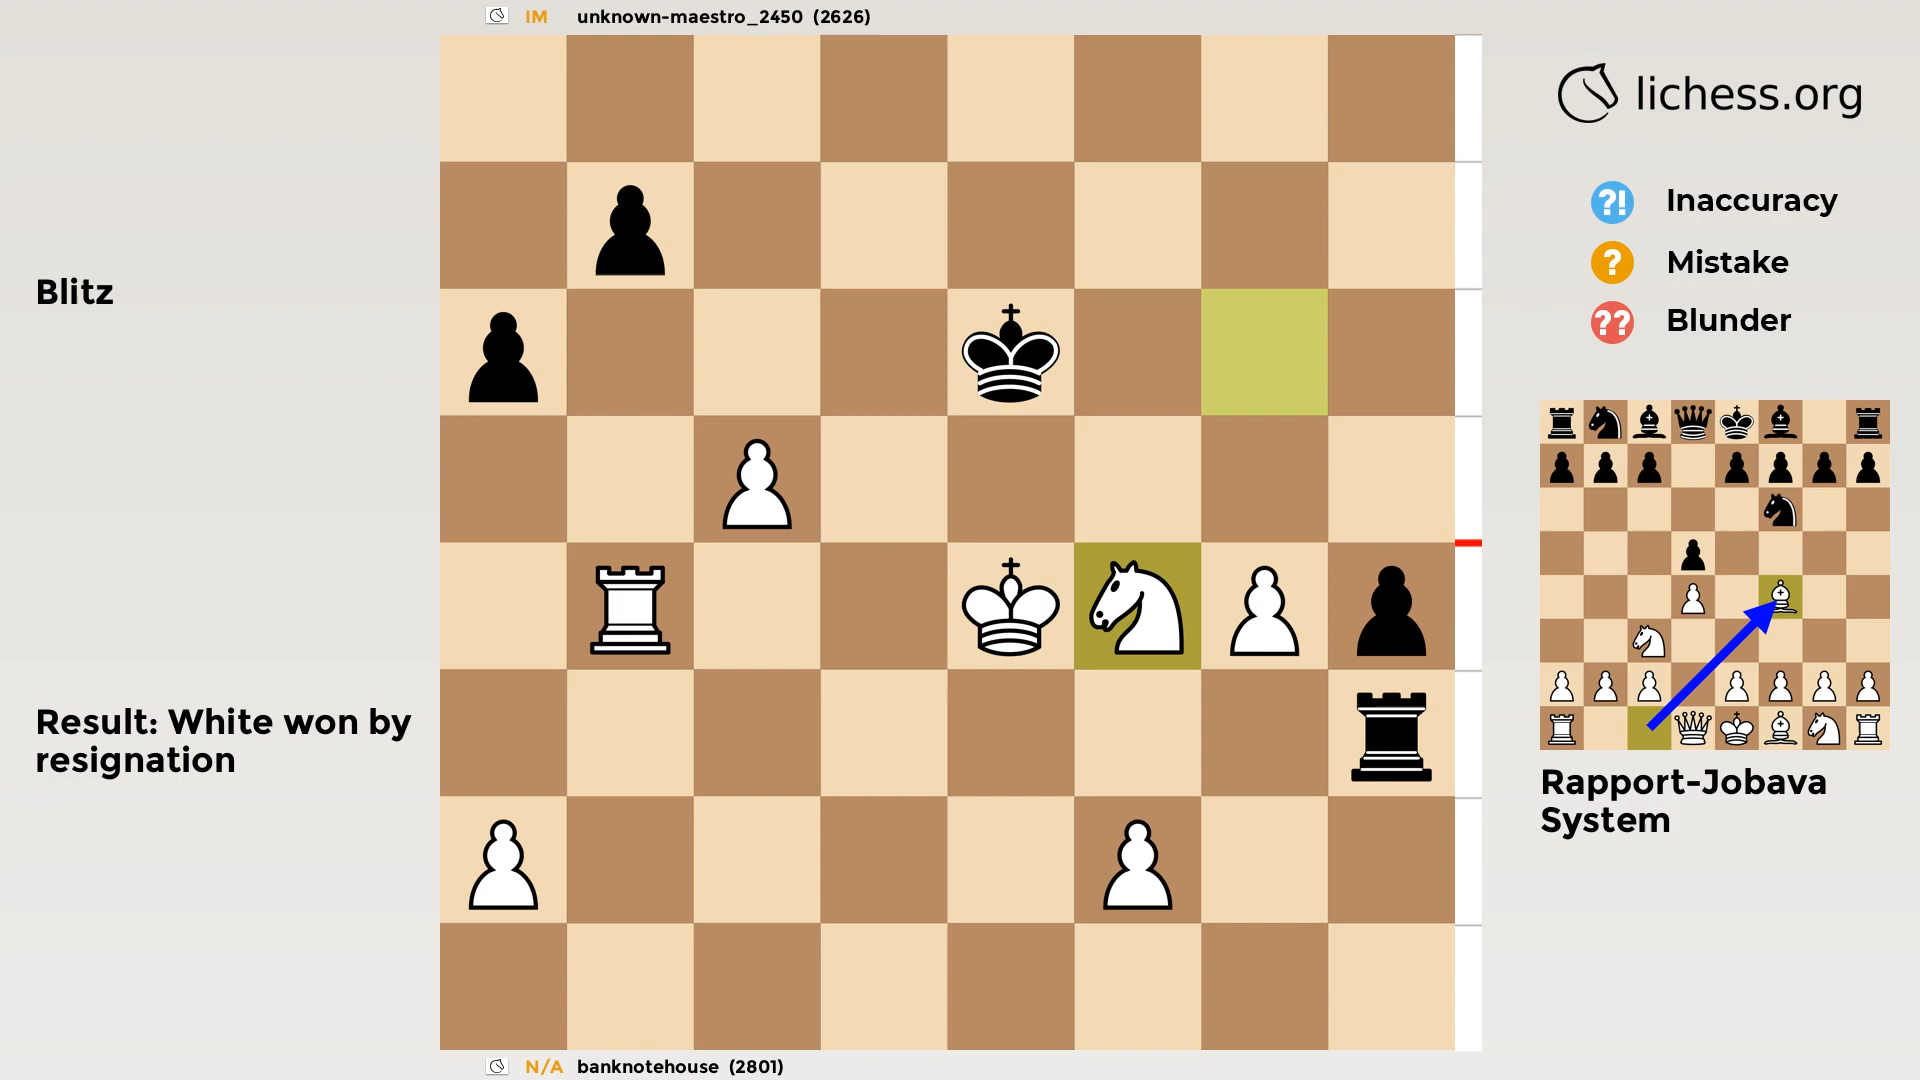 IM unknown-maestro_2450 (2626)
lichess.org
?! Inaccuracy
? Mistake
?? Blunder
Blitz
Result: White won by
resignation
Rapport-Jobava
System
N/A banknotehouse (2801)